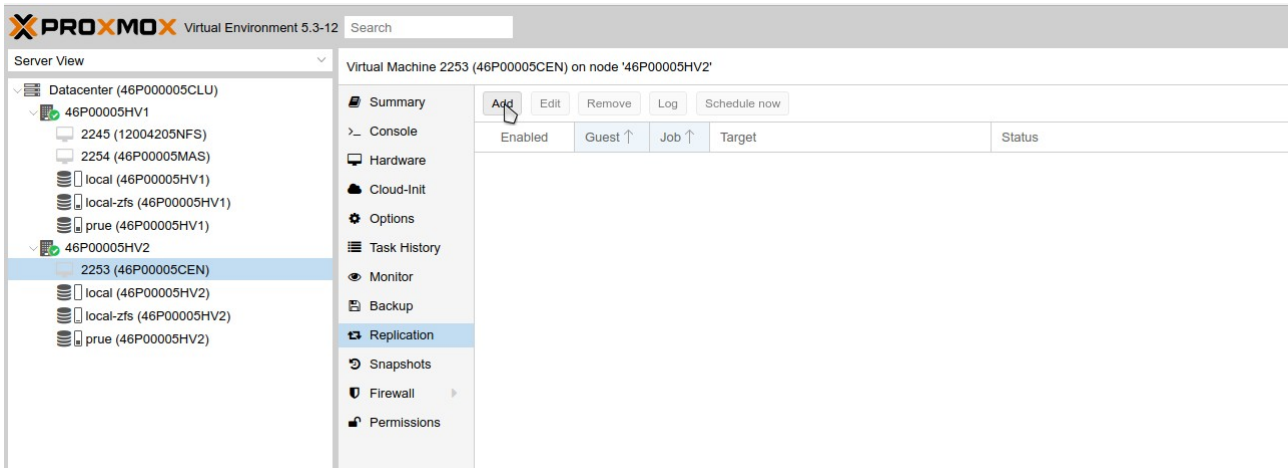 PROXMOX Virtual Environment 5.3-12 Search
Server View
Datacenter (46P000005CLU)
46P00005HV1
2245 (12004205NFS)
2254 (46P00005MAS)
local (46P00005HV1)
local-zfs (46P00005HV1)
prue (46P00005HV1)
46P00005HV2
2253 (46P00005CEN)
local (46P00005HV2)
local-zfs (46P00005HV2)
prue (46P00005HV2)
Virtual Machine 2253 (46P00005CEN) on node '46P00005HV2'
Summary
Console
Hardware
Cloud-Init
Options
Task History
Monitor
Backup
Replication
Snapshots
Firewall
Permissions
Add Edit Remove Log Schedule now
Enabled Guest ↑ Job ↑ Target Status